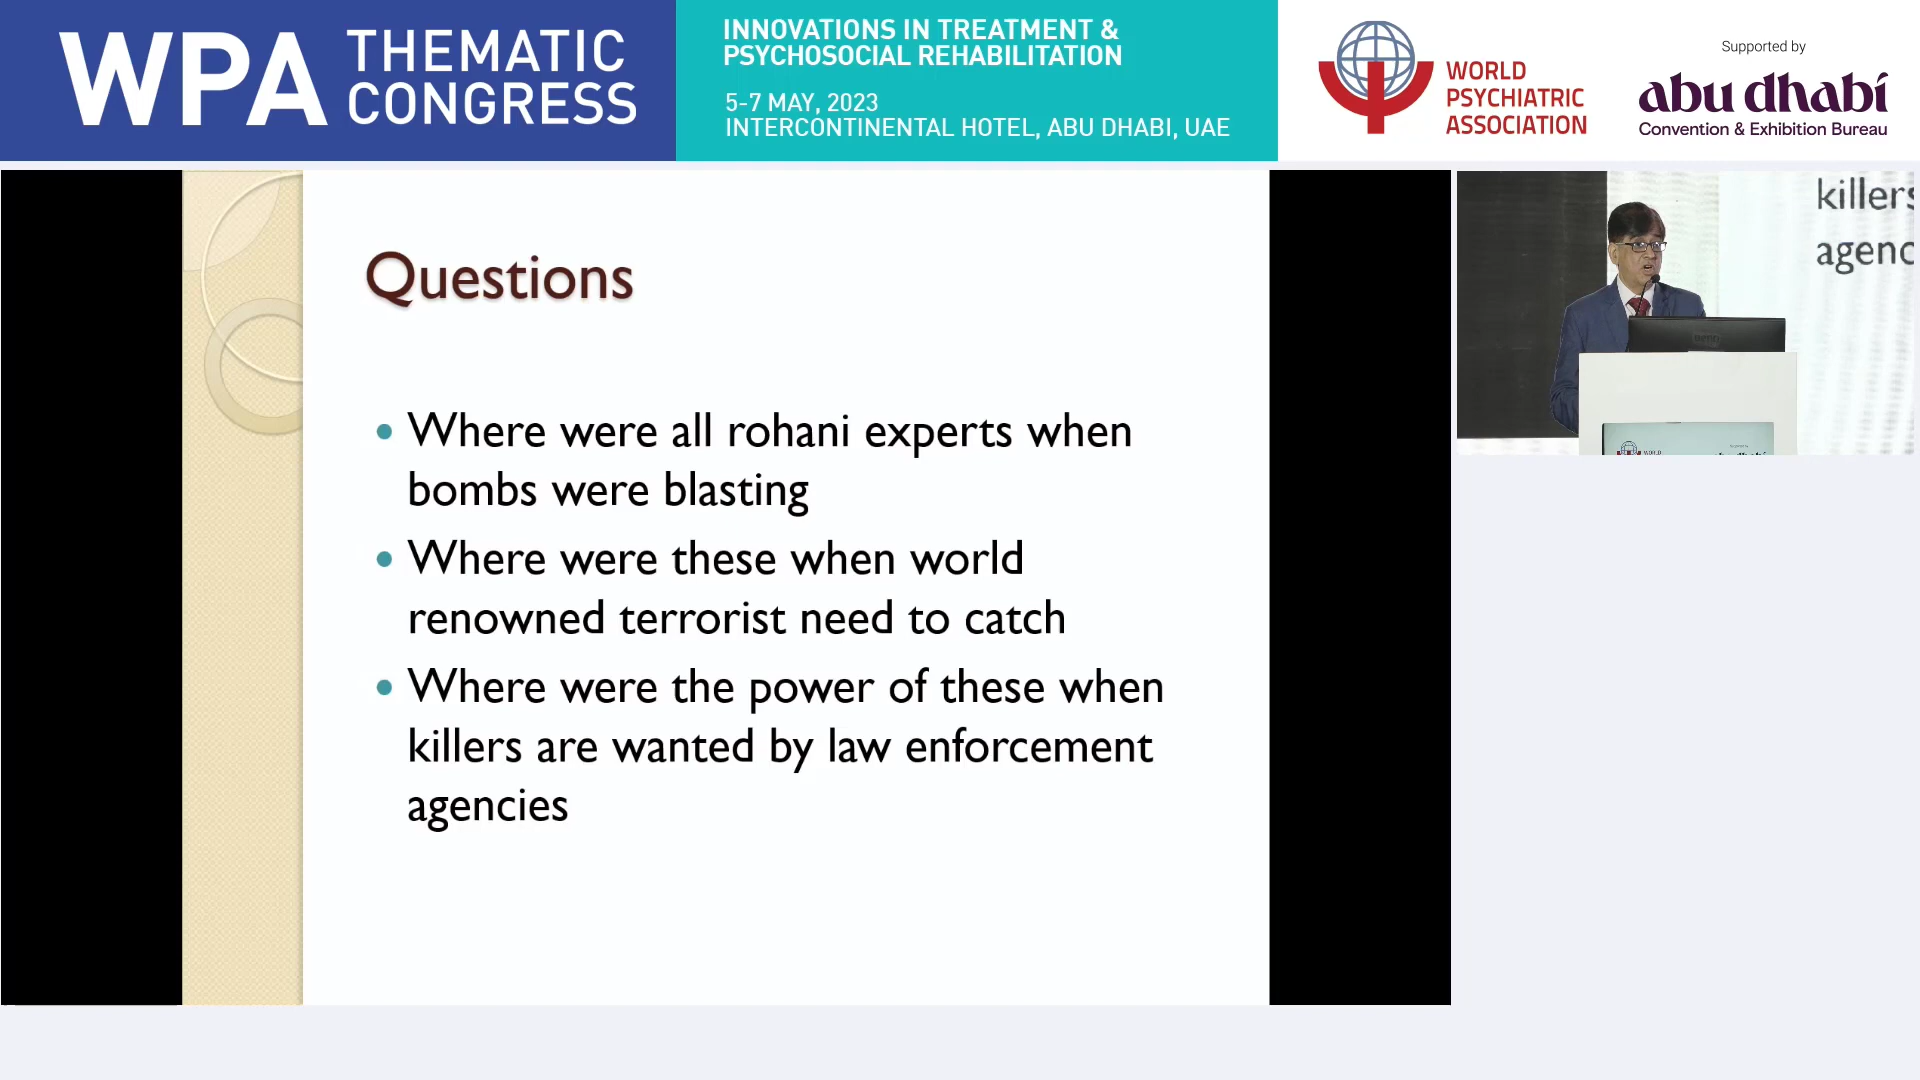 WPA THEMATIC
CONGRESS
INNOVATIONS IN TREATMENT &
PSYCHOSOCIAL REHABILITATION
5-7 MAY, 2023
INTERCONTINENTAL HOTEL, ABU DHABI, UAE
WORLD
PSYCHIATRIC
ASSOCIATION
Supported by
abu dhabi
Convention & Exhibition Bureau
Questions
Where were all rohani experts when
bombs were blasting
Where were these when world
renowned terrorist need to catch
Where were the power of these when
killers are wanted by law enforcement
agencies
killers
agenc
WORLD